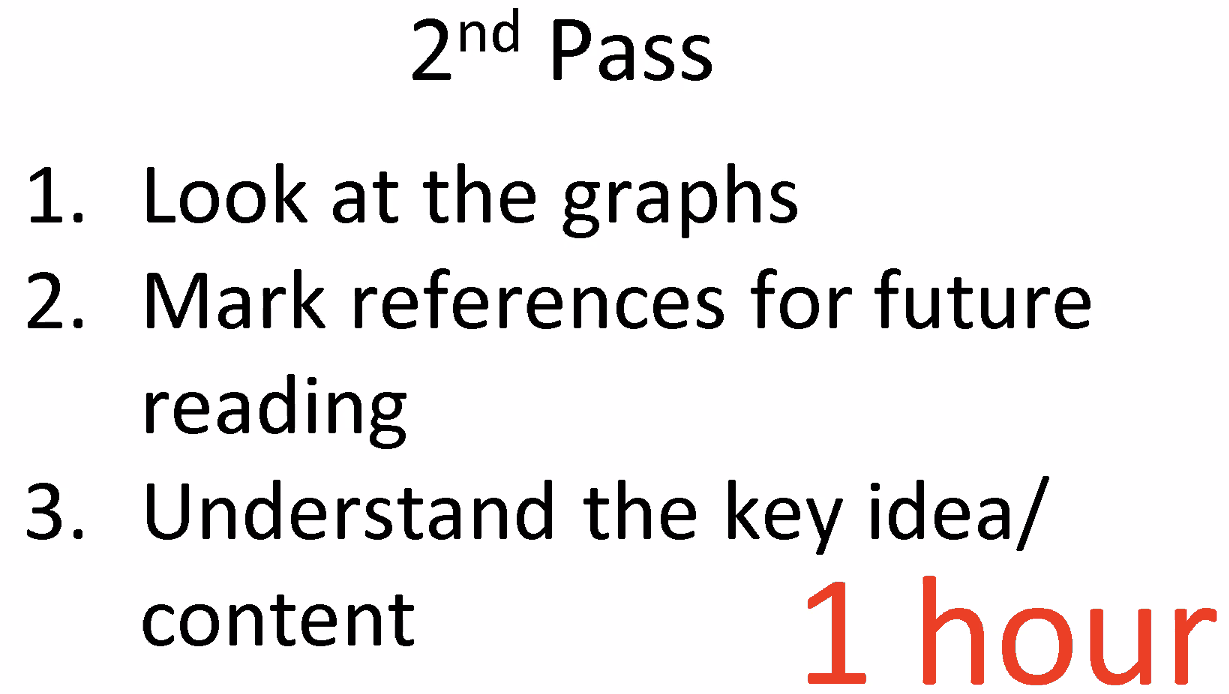 2nd Pass
1. Look at the graphs
2. Mark references for future
reading
3. Understand the key idea/
content
1 hour